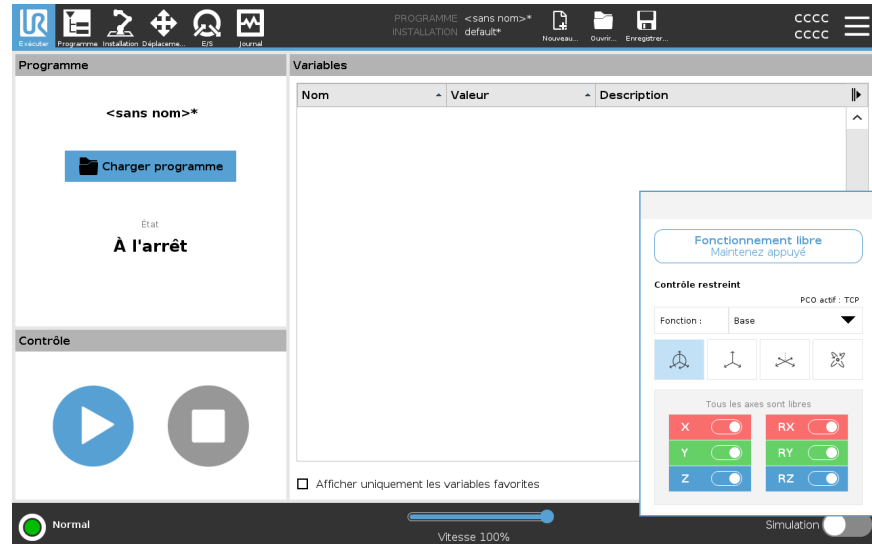 UR
PROGRAMME <sans nom>*
INSTALLATION default*
Exécuter Programme Installation Déplaceme... E/S Journal
Nouveau... Ouvrir... Enregistrer...
CCCC
CCCC
Programme
<sans nom>*
Charger programme
État
À l'arrêt
Contrôle
Variables
Nom Valeur Description
Afficher uniquement les variables favorites
Fonctionnement libre
Maintenez appuyé
Contrôle restreint
PCO actif : TCP
Fonction : Base
Tous les axes sont libres
X RX
Y RY
Z RZ
Normal
Vitesse 100%
Simulation